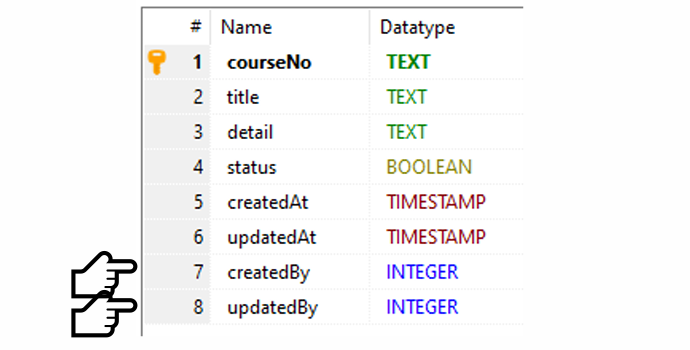 # Name Datatype
1 courseNo TEXT
2 title TEXT
3 detail TEXT
4 status BOOLEAN
5 createdAt TIMESTAMP
6 updatedAt TIMESTAMP
7 createdBy INTEGER
8 updatedBy INTEGER